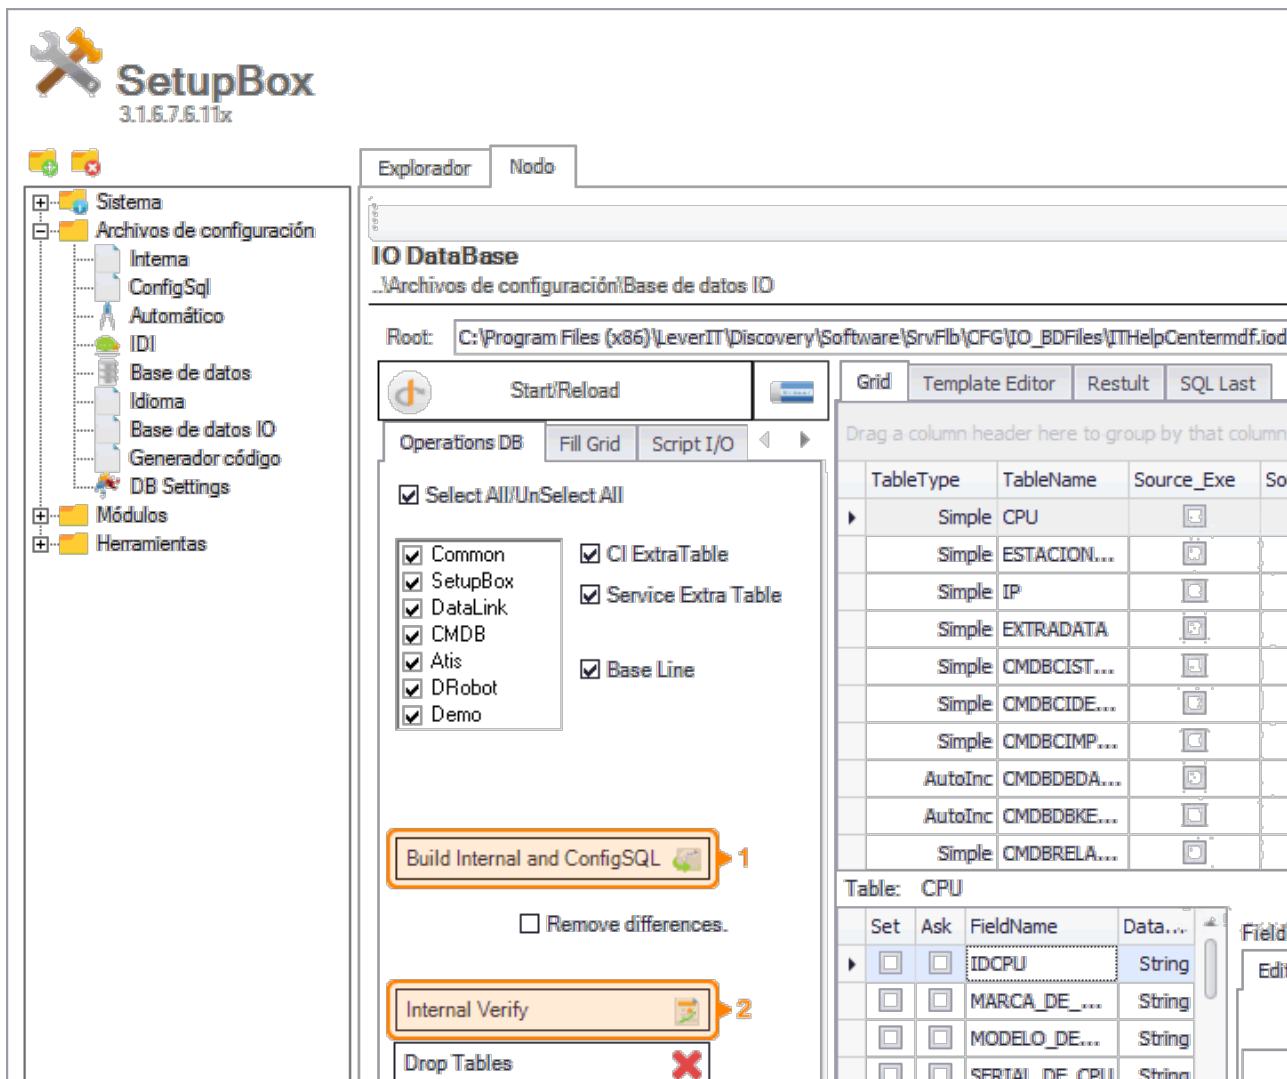 SetupBox
3.1.6.7.6.11x
Explorador
Nodo
Sistema
Archivos de configuración
Interna
ConfigSql
Automático
IDI
Base de datos
Idioma
Base de datos IO
Generador código
DB Settings
Módulos
Herramientas
IO DataBase
..\Archivos de configuración\Base de datos IO
Root: C:\Program Files (x86)\LeverIT\Discovery\Software\SrvFlb\CFG\IO_BDFiles\ITHelpCentermdf.iod
Start/Reload
Operations DB Fill Grid Script I/O
Select All/UnSelect All
Common
SetupBox
DataLink
CMDB
Atis
DRobot
Demo
CI ExtraTable
Service Extra Table
Base Line
Build Internal and ConfigSQL 1
Remove differences.
Internal Verify 2
Drop Tables
Grid Template Editor Restult SQL Last
Drag a column header here to group by that column
TableType TableName Source_Exe So
Simple CPU
Simple ESTACION...
Simple IP
Simple EXTRADATA
Simple CMDBCIST...
Simple CMDBCIDE...
Simple CMDBCIMP...
AutoInc CMDBDBDA...
AutoInc CMDBDBKE...
Simple CMDBRELA...
Table: CPU
Set Ask FieldName Data...
IDCPU String
MARCA_DE_... String
MODELO_DE... String
SERIAL_DE_CPU String
Field
Edit